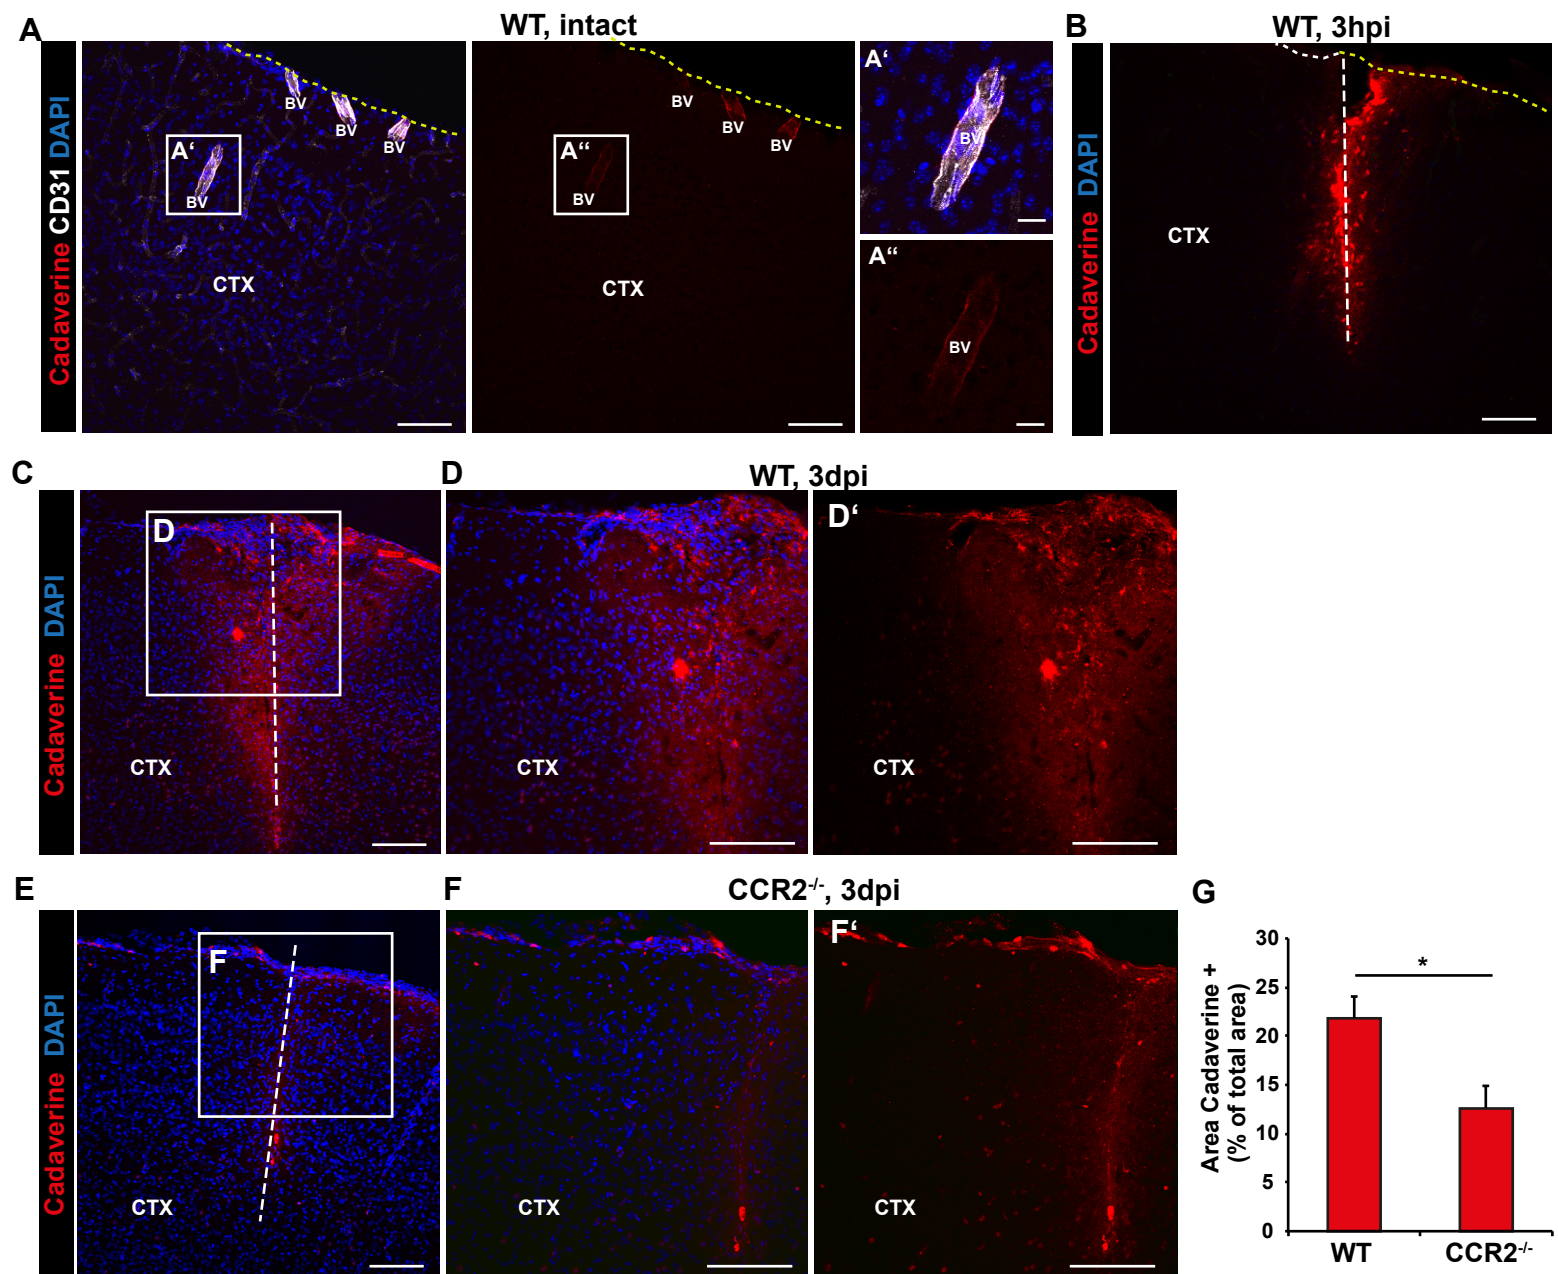 A
WT, intact
B
WT, 3hpi
Cadaverine CD31 DAPI
BV
BV
BV
A‘
BV
CTX
BV
BV
BV
A“
BV
CTX
A‘
BV
A“
BV
Cadaverine DAPI
CTX
C
D
WT, 3dpi
Cadaverine DAPI
D
CTX
CTX
D‘
CTX
E
F
CCR2-/-, 3dpi
G
Cadaverine DAPI
F
CTX
CTX
F‘
CTX
Area Cadaverine +
(% of total area)
30
25
20
15
10
5
0
*
WT
CCR2-/-